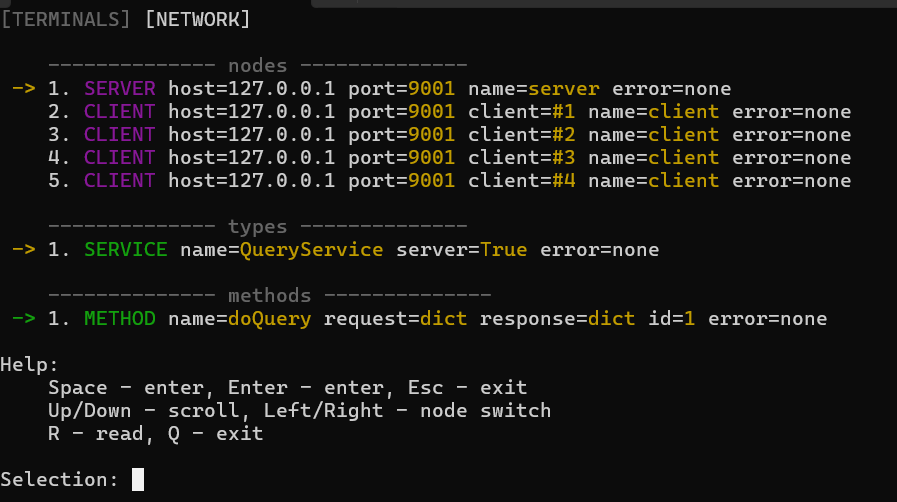 [TERMINALS] [NETWORK]
-------------- nodes --------------
-> 1. SERVER host=127.0.0.1 port=9001 name=server error=none
2. CLIENT host=127.0.0.1 port=9001 client=#1 name=client error=none
3. CLIENT host=127.0.0.1 port=9001 client=#2 name=client error=none
4. CLIENT host=127.0.0.1 port=9001 client=#3 name=client error=none
5. CLIENT host=127.0.0.1 port=9001 client=#4 name=client error=none
-------------- types --------------
-> 1. SERVICE name=QueryService server=True error=none
-------------- methods --------------
-> 1. METHOD name=doQuery request=dict response=dict id=1 error=none
Help:
Space - enter, Enter - enter, Esc - exit
Up/Down - scroll, Left/Right - node switch
R - read, Q - exit
Selection: